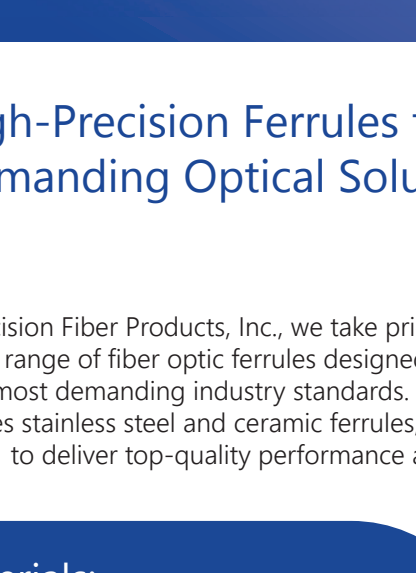 gh-Precision Ferrules
manding Optical Solu
ision Fiber Products, Inc., we take pri
range of fiber optic ferrules designed
most demanding industry standards.
es stainless steel and ceramic ferrules,
to deliver top-quality performance a
erials: